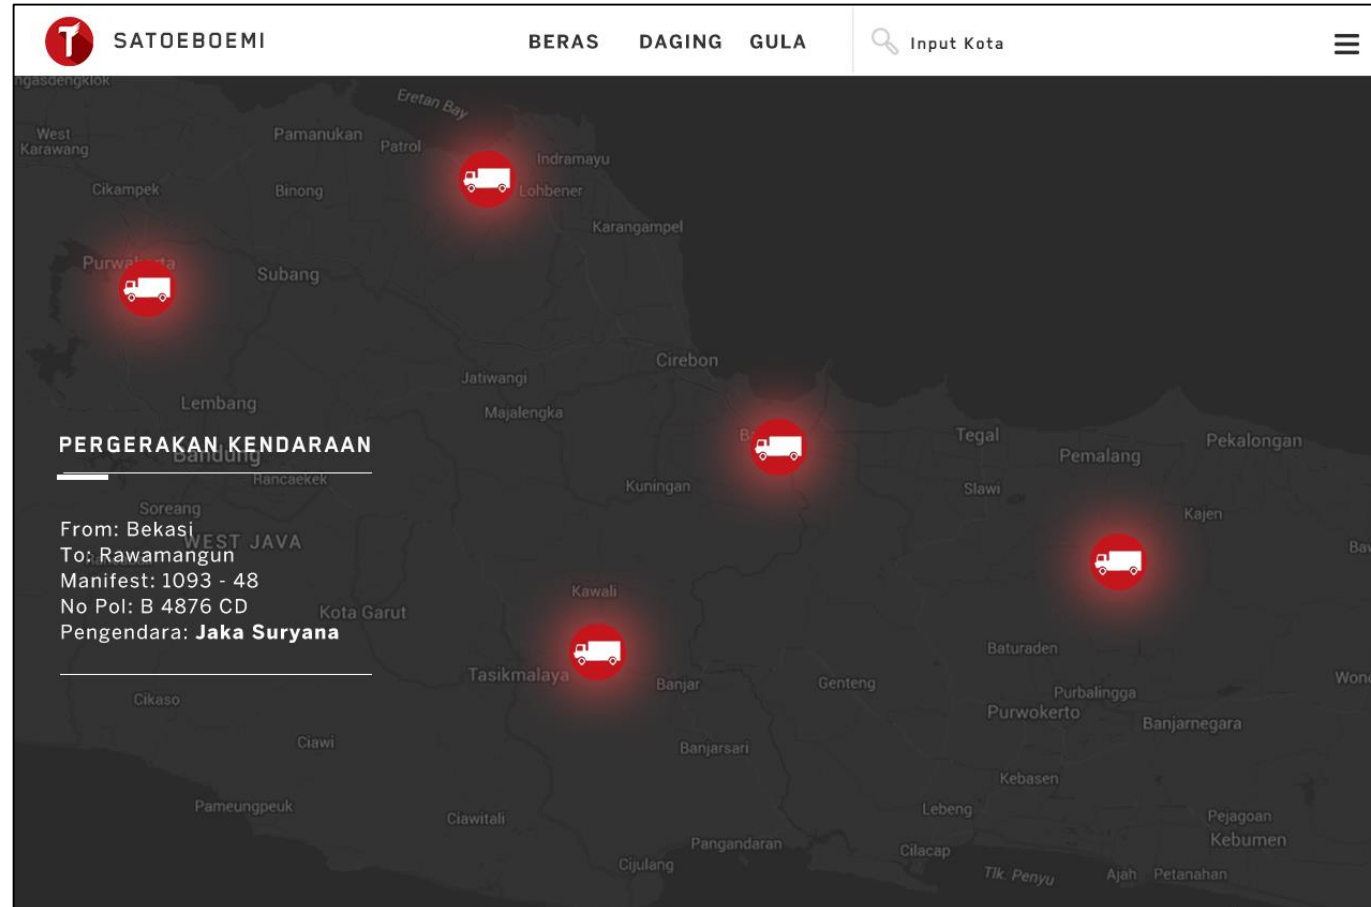 SATOEBOEMI
BERAS DAGING GULA
Input Kota
Eretan Bay
West
Karawang
Pamanukan
Patrol
Indramayu
Cikampek
Binong
Lohbener
Karangampel
Subang
Cirebon
Jatiwangi
Lembang
Majalengka
Tegal
Pekalongan
Pemalang
PERGERAKAN KENDARAAN
Bandung
Rancaekek
Kuningan
Slawi
Soreang
Kajen
WEST JAVA
From: Bekasi
To: Rawamangun
Manifest: 1093 - 48
No Pol: B 4876 CD
Pengendara: Jaka Suryana
Kawali
Kota Garut
Baturaden
Tasikmalaya
Banjar
Genteng
Purbalingga
Cikaso
Purwokerto
Banjarnegara
Ciawi
Banjarsari
Kebasen
Pameungpeuk
Lebeng
Ciawitali
Pejagoan
Kebumen
Pangandaran
Cilacap
Cijulang
Tlk. Penyu
Ajah
Petanahan